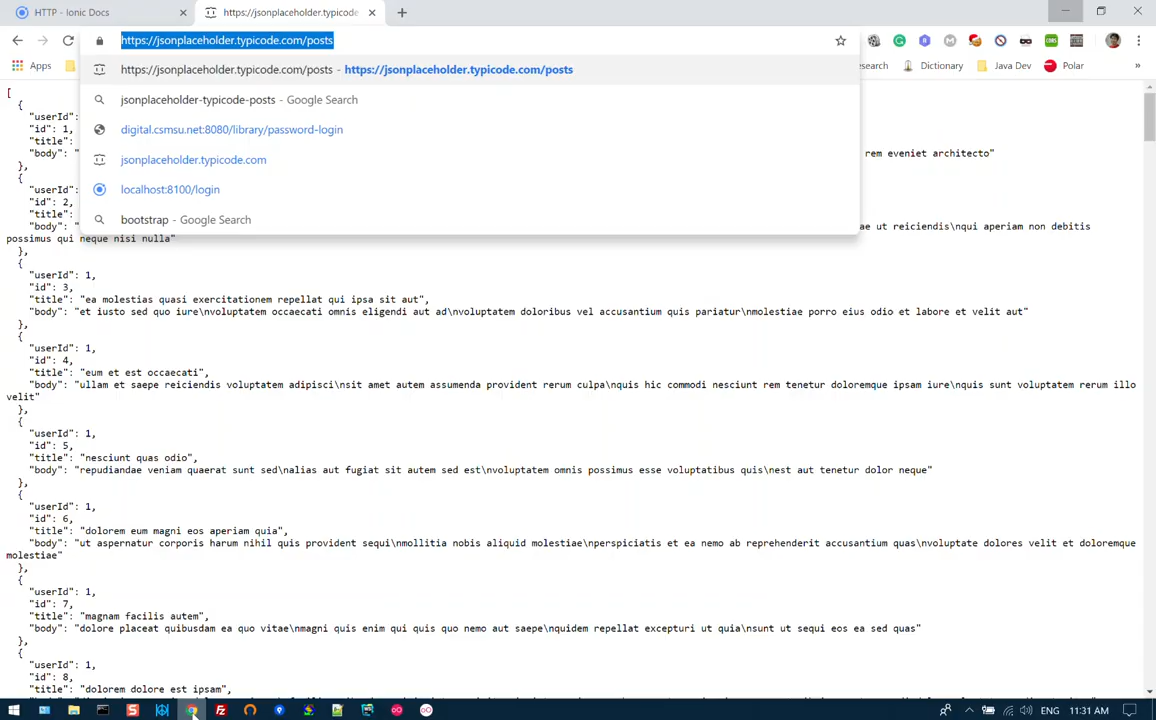 HTTP - Ionic Docs
https://jsonplaceholder.typicode
https://jsonplaceholder.typicode.com/posts
Apps
esearch
Dictionary
Java Dev
Polar
»
https://jsonplaceholder.typicode.com/posts - https://jsonplaceholder.typicode.com/posts
jsonplaceholder-typicode-posts - Google Search
digital.csmsu.net:8080/library/password-login
jsonplaceholder.typicode.com
localhost:8100/login
bootstrap - Google Search
[
{
"userId":
"id": 1,
"title":
"body": " rem eveniet architecto"
},
{
"userId":
"id": 2,
"title":
"body": " ae ut reiciendis\nqui aperiam non debitis
possimus qui neque nisi nulla"
},
{
"userId": 1,
"id": 3,
"title": "ea molestias quasi exercitationem repellat qui ipsa sit aut",
"body": "et iusto sed quo iure\nvoluptatem occaecati omnis eligendi aut ad\nvoluptatem doloribus vel accusantium quis pariatur\nmolestiae porro eius odio et labore et velit aut"
},
{
"userId": 1,
"id": 4,
"title": "eum et est occaecati",
"body": "ullam et saepe reiciendis voluptatem adipisci\nsit amet autem assumenda provident rerum culpa\nquis hic commodi nesciunt rem tenetur doloremque ipsam iure\nquis sunt voluptatem rerum illo
velit"
},
{
"userId": 1,
"id": 5,
"title": "nesciunt quas odio",
"body": "repudiandae veniam quaerat sunt sed\nalias aut fugiat sit autem sed est\nvoluptatem omnis possimus esse voluptatibus quis\nest aut tenetur dolor neque"
},
{
"userId": 1,
"id": 6,
"title": "dolorem eum magni eos aperiam quia",
"body": "ut aspernatur corporis harum nihil quis provident sequi\nmollitia nobis aliquid molestiae\nperspiciatis et ea nemo ab reprehenderit accusantium quas\nvoluptate dolores velit et doloremque
molestiae"
},
{
"userId": 1,
"id": 7,
"title": "magnam facilis autem",
"body": "dolore placeat quibusdam ea quo vitae\nmagni quis enim qui quis quo nemo aut saepe\nquidem repellat excepturi ut quia\nsunt ut sequi eos ea sed quas"
},
{
"userId": 1,
"id": 8,
"title": "dolorem dolore est ipsam",
ENG 11:31 AM